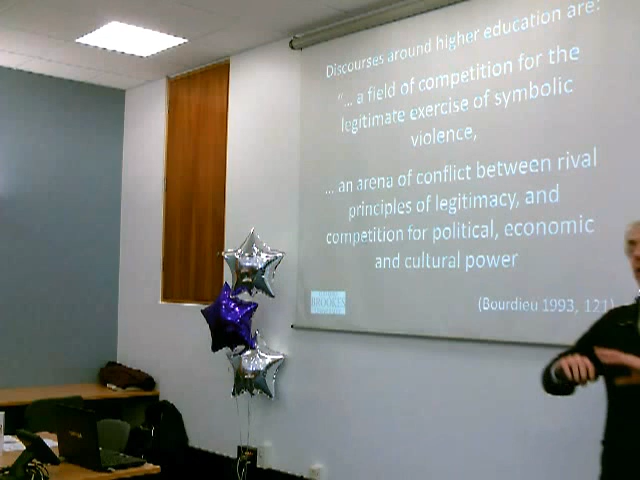 Discourses around higher education are:
"... a field of competition for the
legitimate exercise of symbolic
violence,
... an arena of conflict between rival
principles of legitimacy, and
competition for political, economic
and cultural power
(Bourdieu 1993, 121)
BROOKES